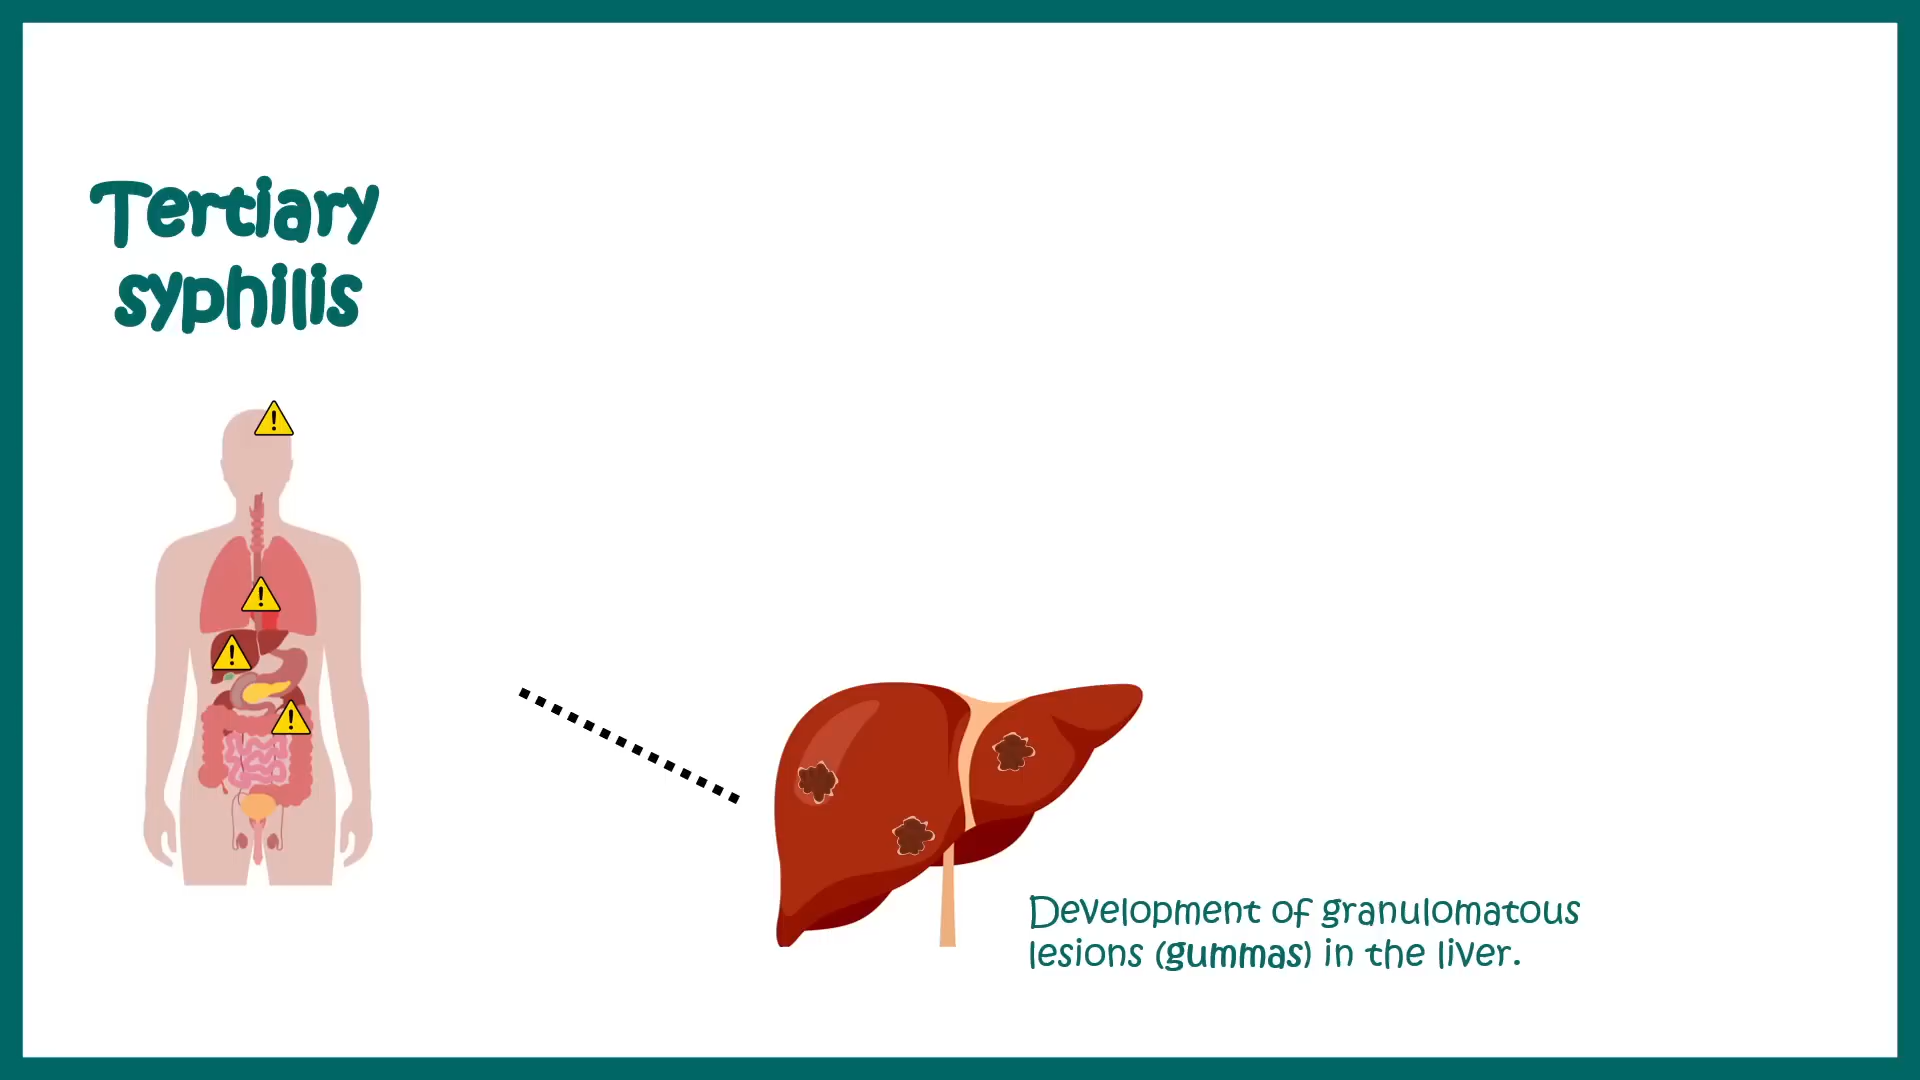 Tertiary
syphilis
Development of granulomatous
lesions (gummas) in the liver.